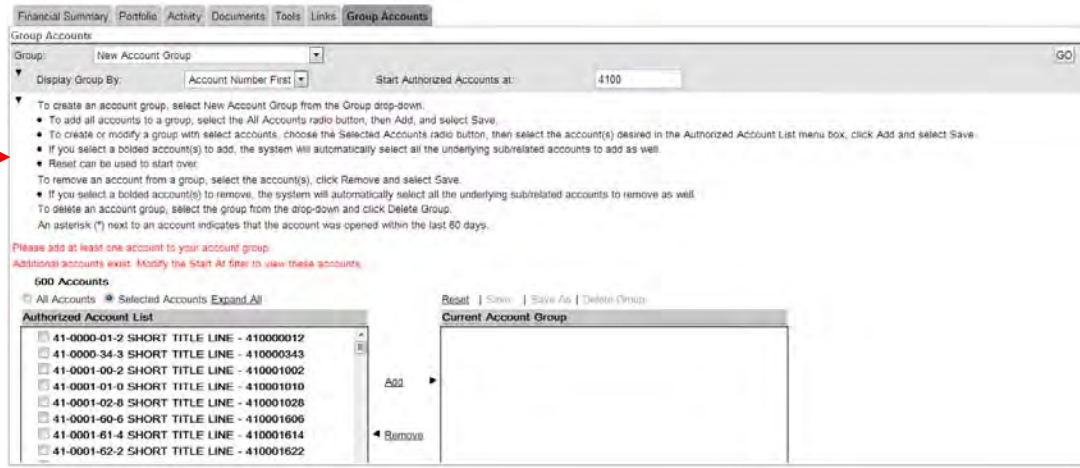 Financial Summary Portfolio Activity Documents Tools Links Group Accounts
Group Accounts
Group: New Account Group GO
Display Group By: Account Number First Start Authorized Accounts at: 4100
To create an account group, select New Account Group from the Group drop-down.
• To add all accounts to a group, select the All Accounts radio button, then Add, and select Save.
• To create or modify a group with select accounts, choose the Selected Accounts radio button, then select the account(s) desired in the Authorized Account List menu box, click Add and select Save.
• If you select a bolded account(s) to add, the system will automatically select all the underlying sub/related accounts to add as well.
• Reset can be used to start over.
To remove an account from a group, select the account(s), click Remove and select Save.
• If you select a bolded account(s) to remove, the system will automatically select all the underlying sub/related accounts to remove as well.
To delete an account group, select the group from the drop-down and click Delete Group.
An asterisk (*) next to an account indicates that the account was opened within the last 60 days.
Please add at least one account to your account group.
Additional accounts exist. Modify the Start At filter to view these accounts.
500 Accounts
All Accounts Selected Accounts Expand All Reset | Save | Save As | Delete Group
Authorized Account List Current Account Group
41-0000-01-2 SHORT TITLE LINE - 410000012
41-0000-34-3 SHORT TITLE LINE - 410000343
41-0001-00-2 SHORT TITLE LINE - 410001002
41-0001-01-0 SHORT TITLE LINE - 410001010
Add
41-0001-02-8 SHORT TITLE LINE - 410001028
41-0001-60-6 SHORT TITLE LINE - 410001606
41-0001-61-4 SHORT TITLE LINE - 410001614
Remove
41-0001-62-2 SHORT TITLE LINE - 410001622